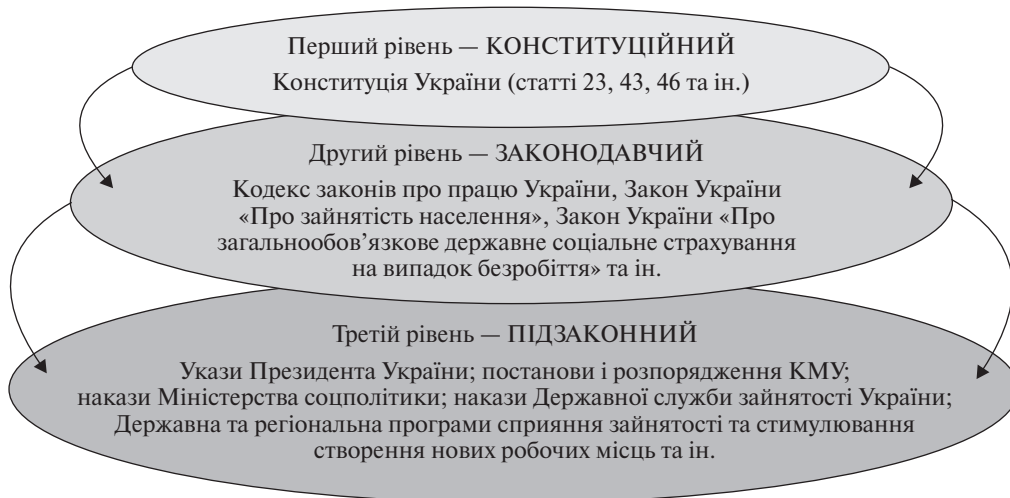 Перший рівень — КОНСТИТУЦІЙНИЙ
Конституція України (статті 23, 43, 46 та ін.)
Другий рівень — ЗАКОНОДАВЧИЙ
Кодекс законів про працю України, Закон України
«Про зайнятість населення», Закон України «Про
загальнообов’язкове державне соціальне страхування
на випадок безробіття» та ін.
Третій рівень — ПІДЗАКОННИЙ
Укази Президента України; постанови і розпорядження КМУ;
накази Міністерства соцполітики; накази Державної служби зайнятості України;
Державна та регіональна програми сприяння зайнятості та стимулювання
створення нових робочих місць та ін.